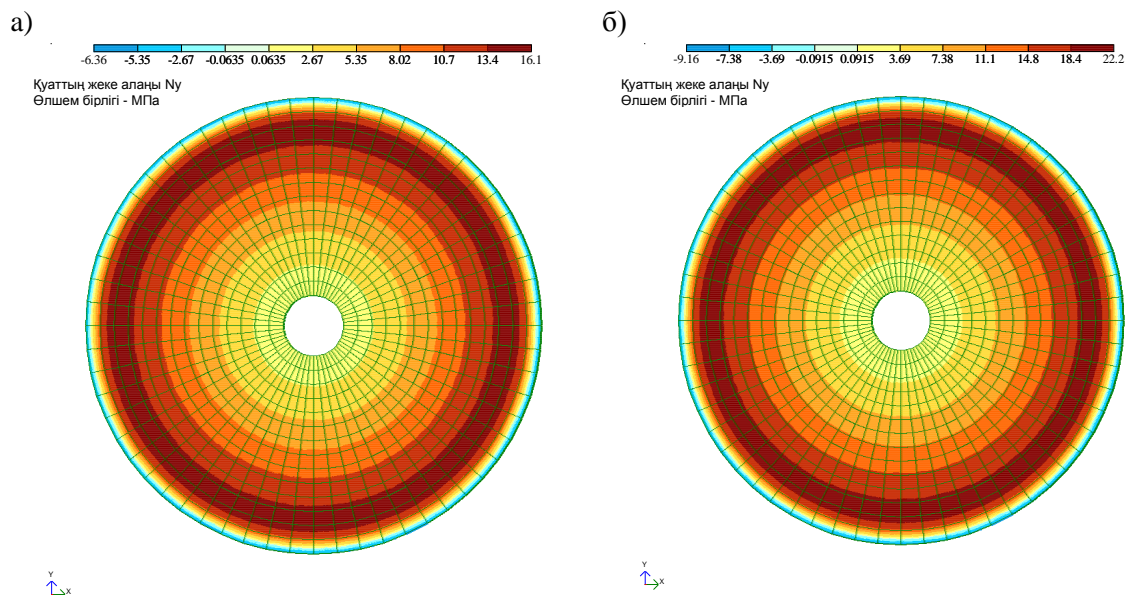 а)
-6.36 -5.35 -2.67 -0.0635 0.0635 2.67 5.35 8.02 10.7 13.4 16.1
Қуаттың жеке алаңы Ny
Өлшем бірлігі - МПа
Y
X
б)
-9.16 -7.38 -3.69 -0.0915 0.0915 3.69 7.38 11.1 14.8 18.4 22.2
Қуаттың жеке алаңы Ny
Өлшем бірлігі - МПа
Y
X